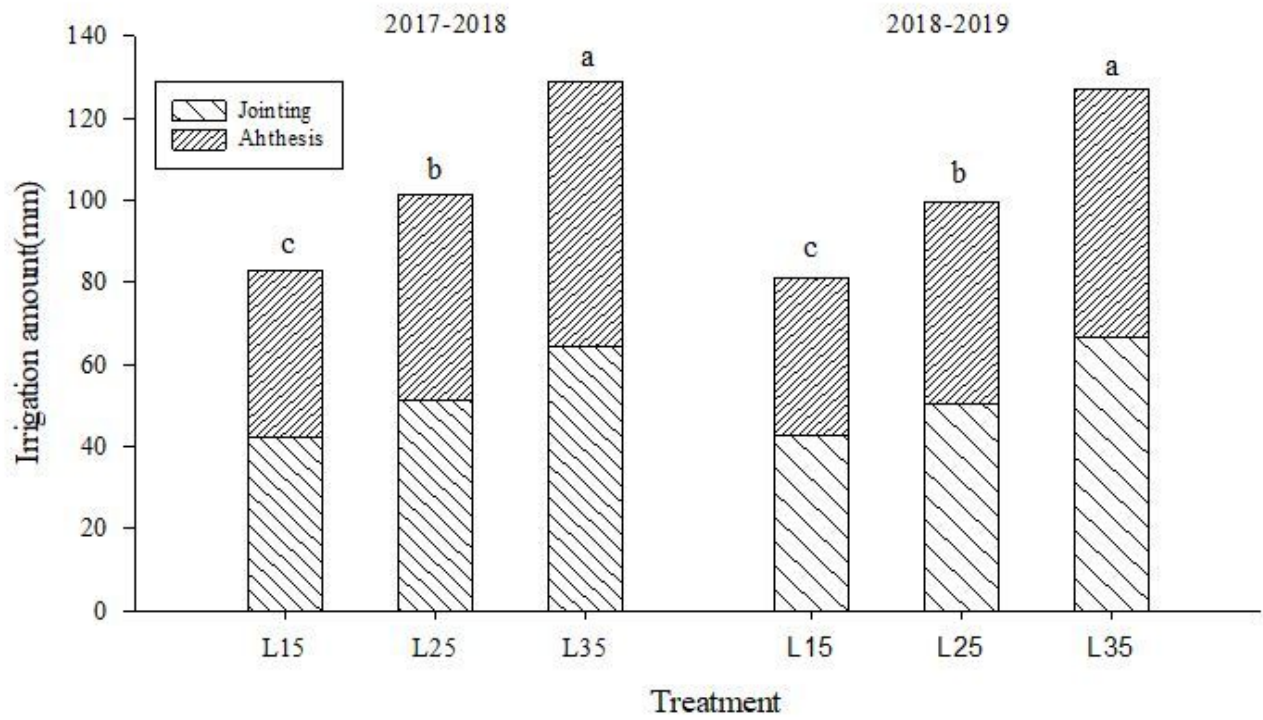 2017-2018
2018-2019
140
120
100
80
60
40
20
0
Irrigation amount(mm)
Jointing
Ahthesis
c
b
a
c
b
a
L15
L25
L35
L15
L25
L35
Treatment